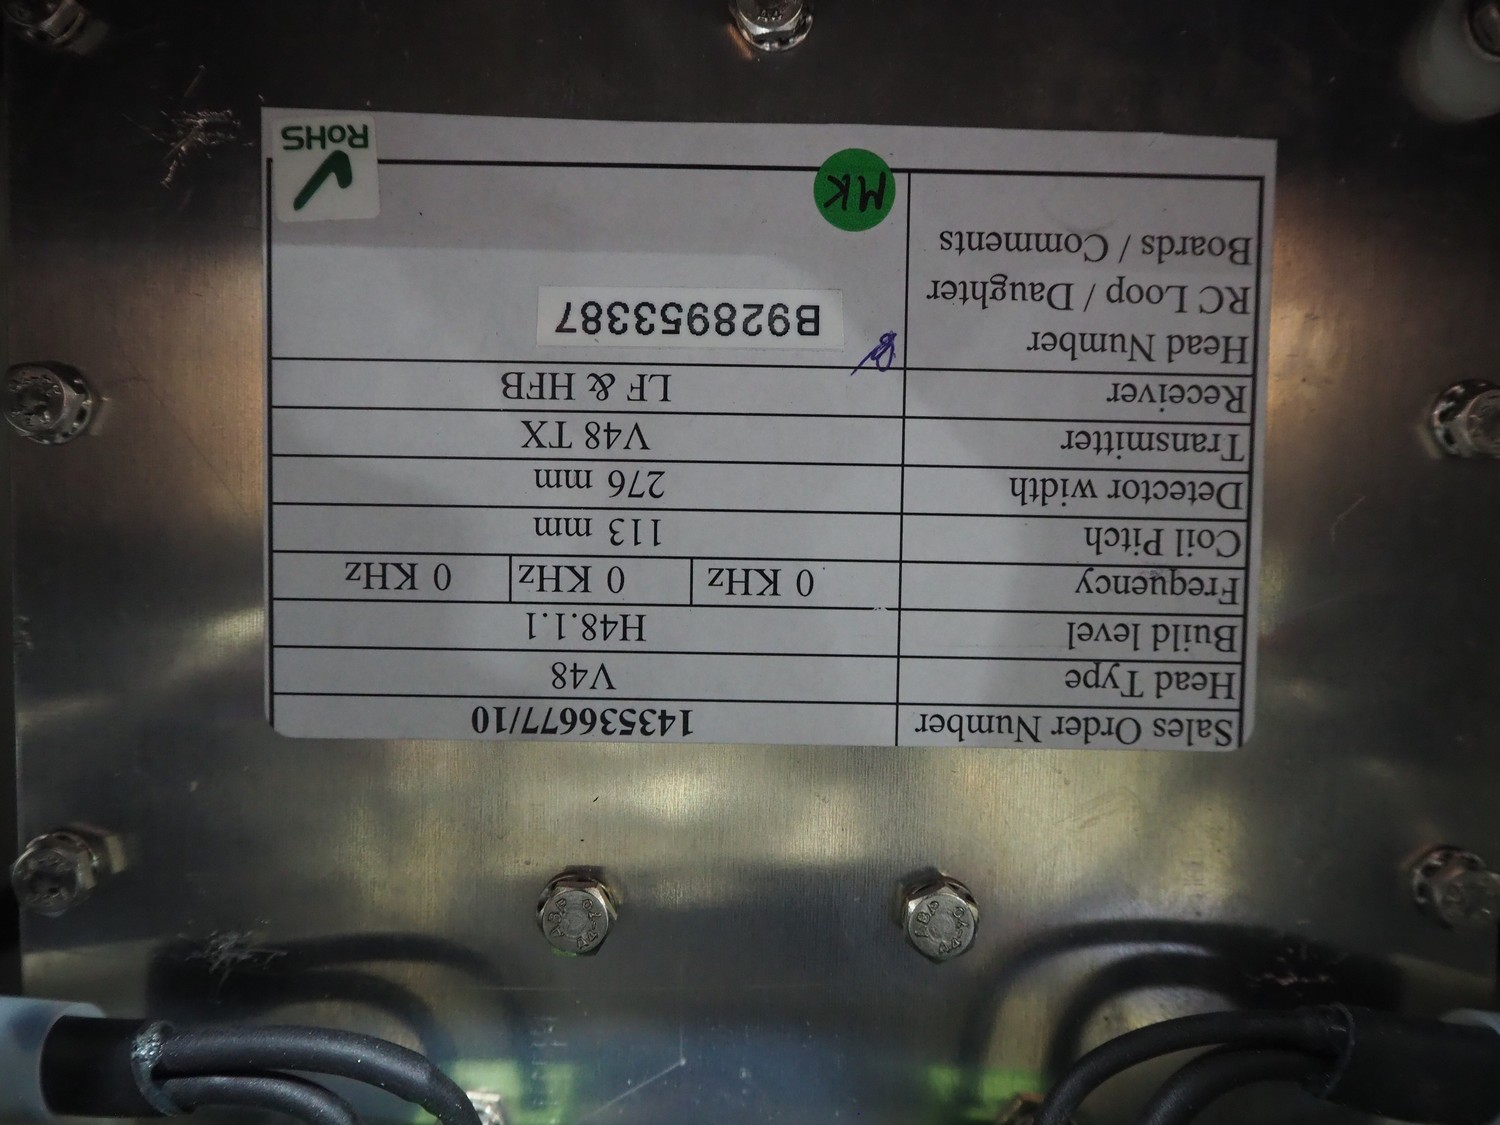 Sales Order Number 143536677/10
Head Type V48
Build level H48.1.1
Frequency 0 KHz 0 KHz 0 KHz
Coil Pitch 113 mm
Detector width 276 mm
Transmitter V48 TX
Receiver LF & HFB
Head Number B928953387
RC Loop / Daughter
Boards / Comments
MK
RoHS